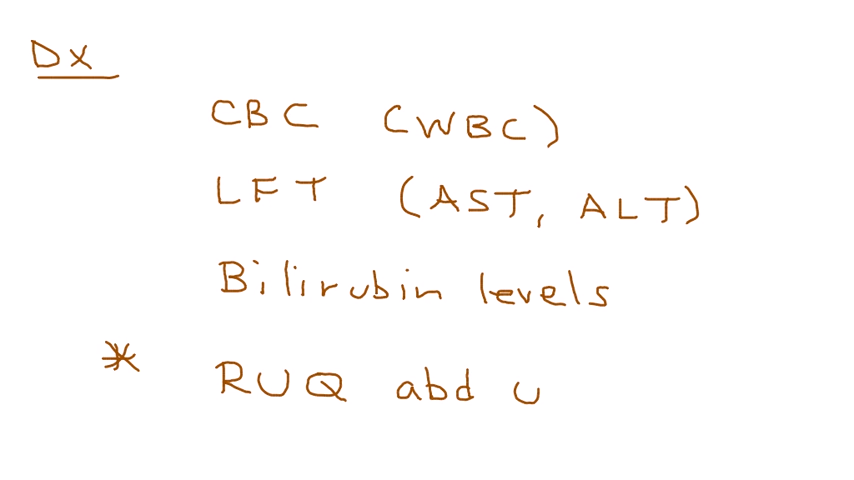 Dx
CBC (WBC)
LFT (AST, ALT)
Bilirubin levels
* RUQ abd u